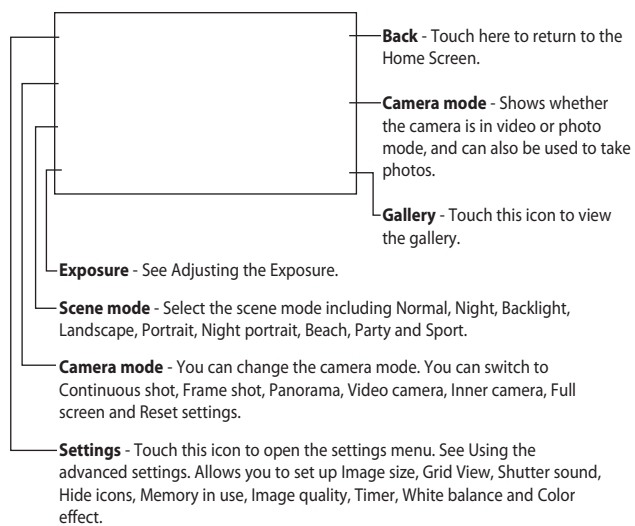 Back - Touch here to return to the
Home Screen.
Camera mode - Shows whether
the camera is in video or photo
mode, and can also be used to take
photos.
Gallery - Touch this icon to view
the gallery.
Exposure - See Adjusting the Exposure.
Scene mode - Select the scene mode including Normal, Night, Backlight,
Landscape, Portrait, Night portrait, Beach, Party and Sport.
Camera mode - You can change the camera mode. You can switch to
Continuous shot, Frame shot, Panorama, Video camera, Inner camera, Full
screen and Reset settings.
Settings - Touch this icon to open the settings menu. See Using the
advanced settings. Allows you to set up Image size, Grid View, Shutter sound,
Hide icons, Memory in use, Image quality, Timer, White balance and Color
effect.